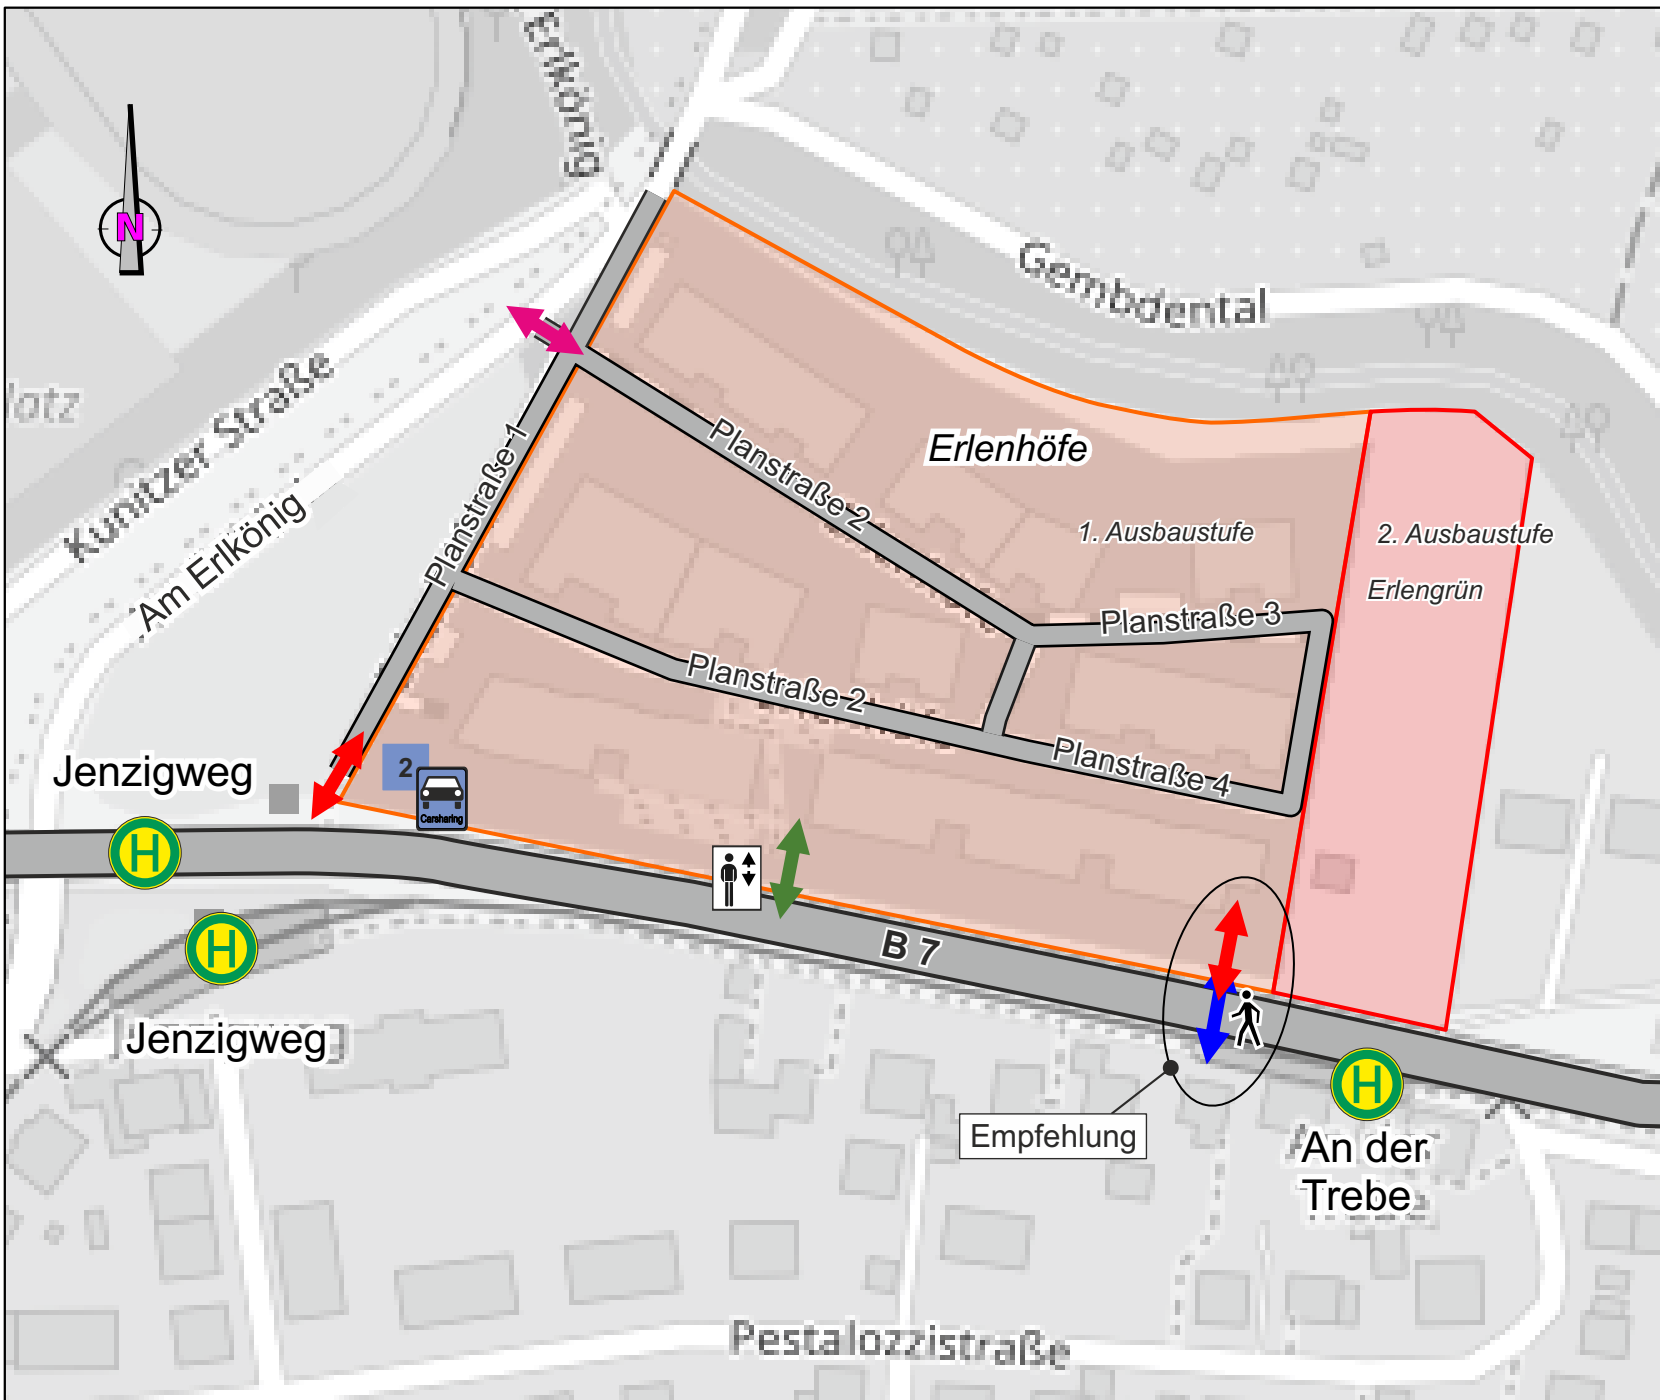 Erlkönig
N
Gembdental
latz
Kunitzer Straße
Am Erlkönig
Planstraße 1
Planstraße 2
Erlenhöfe
1. Ausbaustufe
2. Ausbaustufe
Erlengrün
Planstraße 3
Planstraße 2
Planstraße 4
Jenzigweg
2
Carsharing
H
B 7
H
Jenzigweg
H
Empfehlung
An der
Trebe
Pestalozzistraße